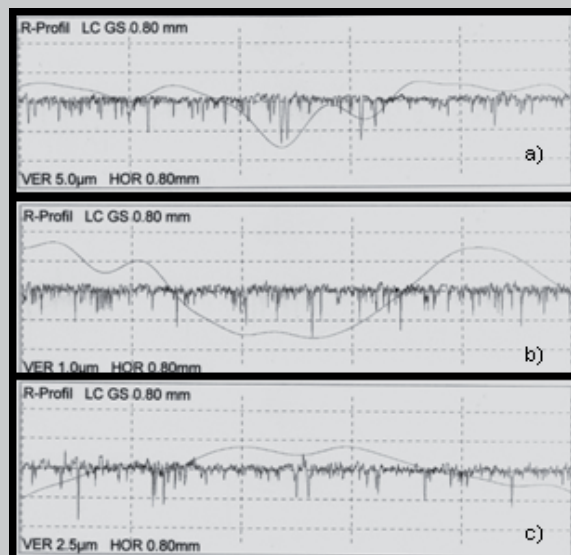 R-Profil LC GS 0.80 mm
a)
VER 5.0µm HOR 0.80mm
R-Profil LC GS 0.80 mm
b)
VER 1.0µm HOR 0.80mm
R-Profil LC GS 0.80 mm
c)
VER 2.5µm HOR 0.80mm